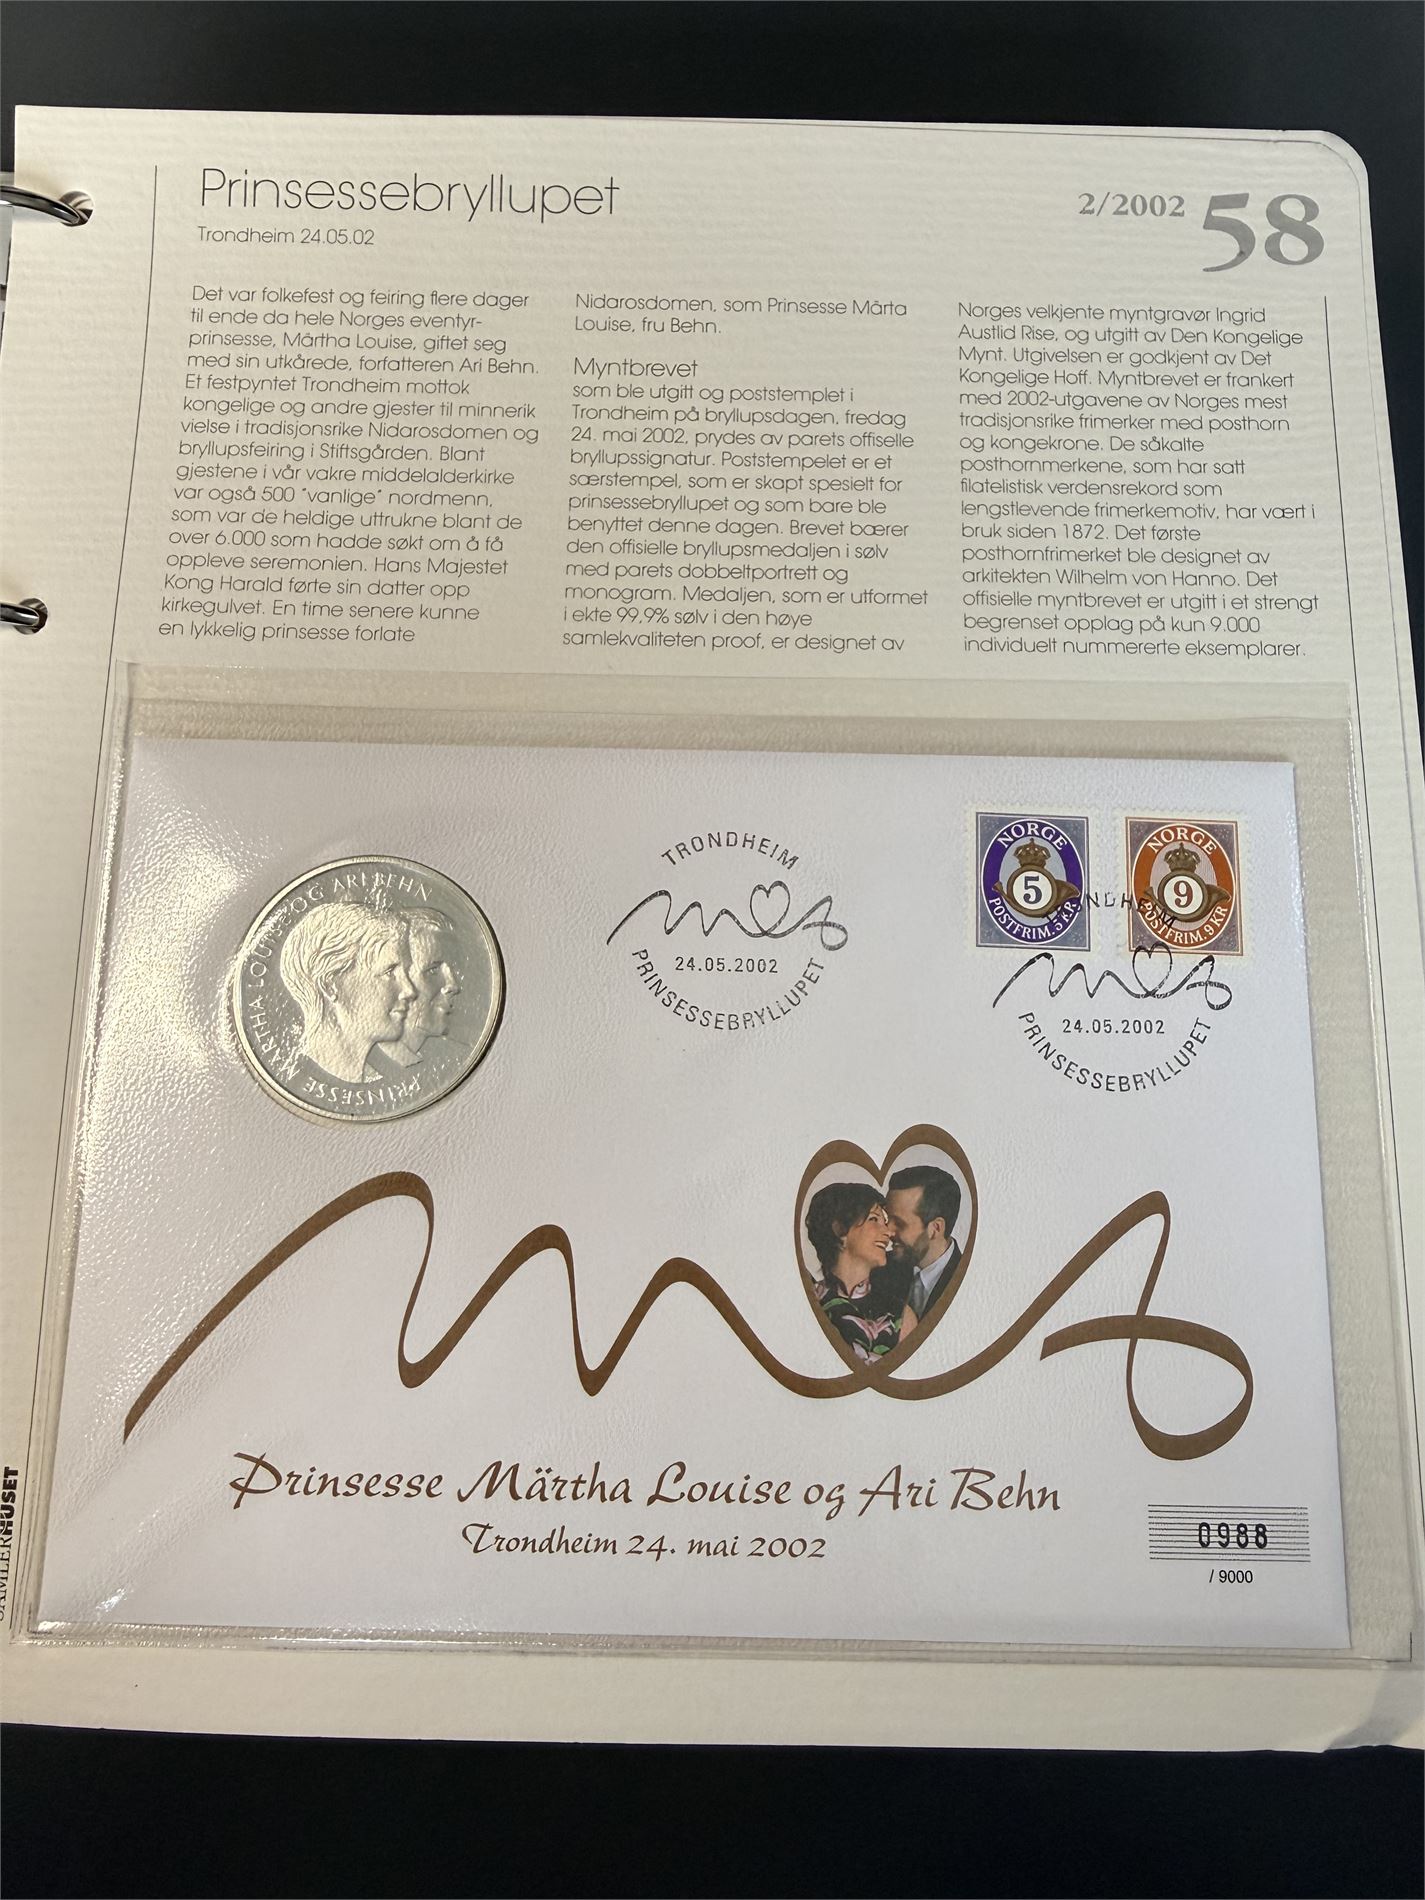 Prinsessebryllupet
Trondheim 24.05.02
2/2002 58
Det var folkefest og feiring flere dager
til ende da hele Norges eventyr-
prinsesse, Märtha Louise, giftet seg
med sin utkårede, forfatteren Ari Behn.
Et festpyntet Trondheim mottok
kongelige og andre gjester til minnerik
vielse i tradisjonsrike Nidarosdomen og
bryllupsfeiring i Stiftsgården. Blant
gjestene i vår vakre middelalderkirke
var også 500 "vanlige" nordmenn,
som var de heldige uttrukne blant de
over 6.000 som hadde søkt om å få
oppleve seremonien. Hans Majestet
Kong Harald førte sin datter opp
kirkegulvet. En time senere kunne
en lykkelig prinsesse forlate
Nidarosdomen, som Prinsesse Märta
Louise, fru Behn.
Myntbrevet
som ble utgitt og poststemplet i
Trondheim på bryllupsdagen, fredag
24. mai 2002, prydes av parets offiselle
bryllupssignatur. Poststempelet er et
særstempel, som er skapt spesielt for
prinsessebryllupet og som bare ble
benyttet denne dagen. Brevet bærer
den offisielle bryllupsmedaljen i sølv
med parets dobbeltportrett og
monogram. Medaljen, som er utformet
i ekte 99,9% sølv i den høye
samlekvaliteten proof, er designet av
Norges velkjente myntgravør Ingrid
Austlid Rise, og utgitt av Den Kongelige
Mynt. Utgivelsen er godkjent av Det
Kongelige Hoff. Myntbrevet er frankert
med 2002-utgavene av Norges mest
tradisjonsrike frimerker med posthorn
og kongekrone. De såkalte
posthornmerkene, som har satt
filatelistisk verdensrekord som
lengstlevende frimerkemotiv, har vært i
bruk siden 1872. Det første
posthornfrimerket ble designet av
arkitekten Wilhelm von Hanno. Det
offisielle myntbrevet er utgitt i et strengt
begrenset opplag på kun 9.000
individuelt nummererte eksemplarer.
PRINSESSE MÄRTHA LOUISE OG ARI BEHN
TRONDHEIM
24.05.2002
PRINSESSEBRYLLUPET
NORGE
5
POSTFRIM. 5 KR
NORGE
9
POSTFRIM. 9 KR
TRONDHEIM
24.05.2002
PRINSESSEBRYLLUPET
Prinsesse Märtha Louise og Ari Behn
Trondheim 24. mai 2002
0988
/ 9000
SAMLERHUSET